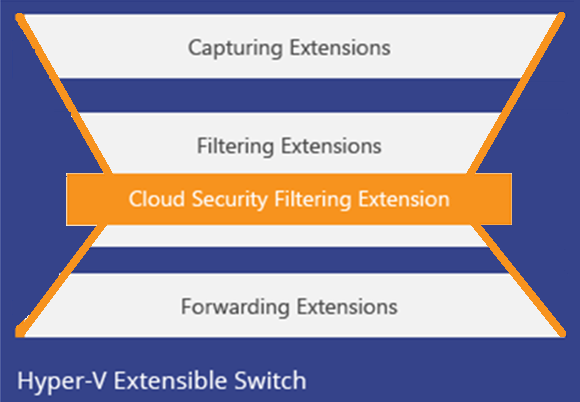 Capturing Extensions
Filtering Extensions
Cloud Security Filtering Extension
Forwarding Extensions
Hyper-V Extensible Switch